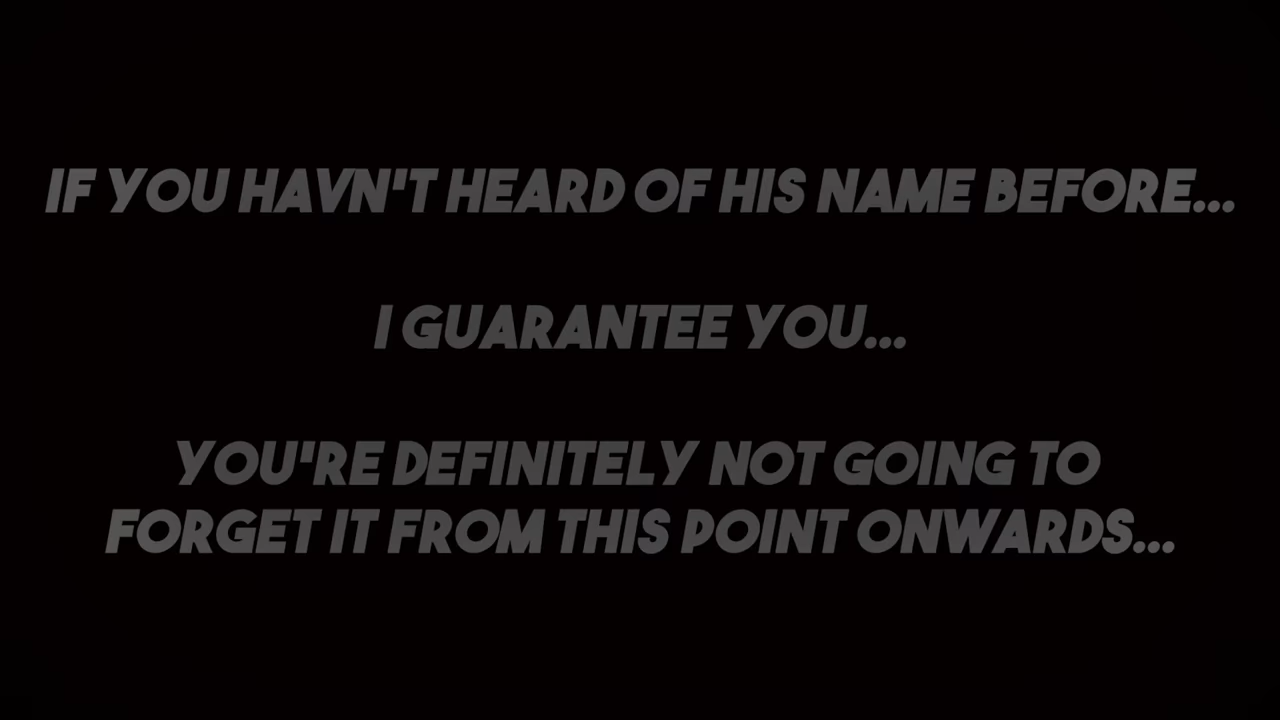 IF YOU HAVN'T HEARD OF HIS NAME BEFORE...
I GUARANTEE YOU...
YOU'RE DEFINITELY NOT GOING TO
FORGET IT FROM THIS POINT ONWARDS...